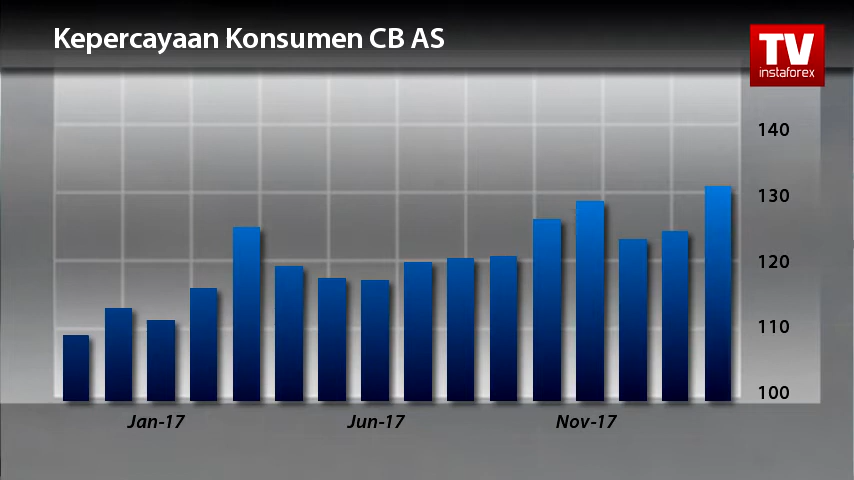 Kepercayaan Konsumen CB AS
TV
instaforex
140
130
120
110
100
Jan-17
Jun-17
Nov-17